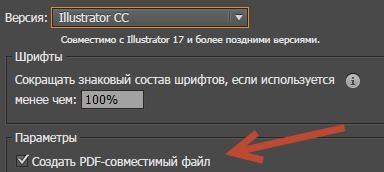 Версия: Illustrator CC
Совместимо с Illustrator 17 и более поздними версиями.
Шрифты
Сокращать знаковый состав шрифтов, если используется
менее чем: 100%
Параметры
Создать PDF-совместимый файл